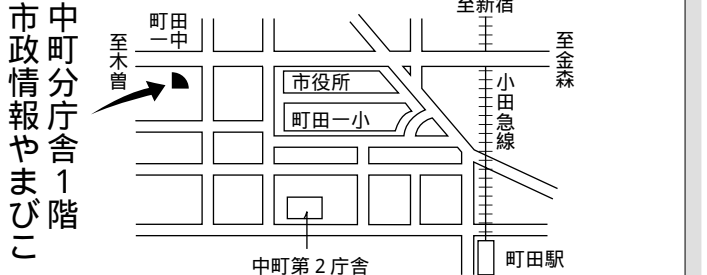 中町分庁舎1階
市政情報やまびこ
町田
一中
至木曽
至新宿
至金森
市役所
町田一小
小田急線
中町第2庁舎
町田駅